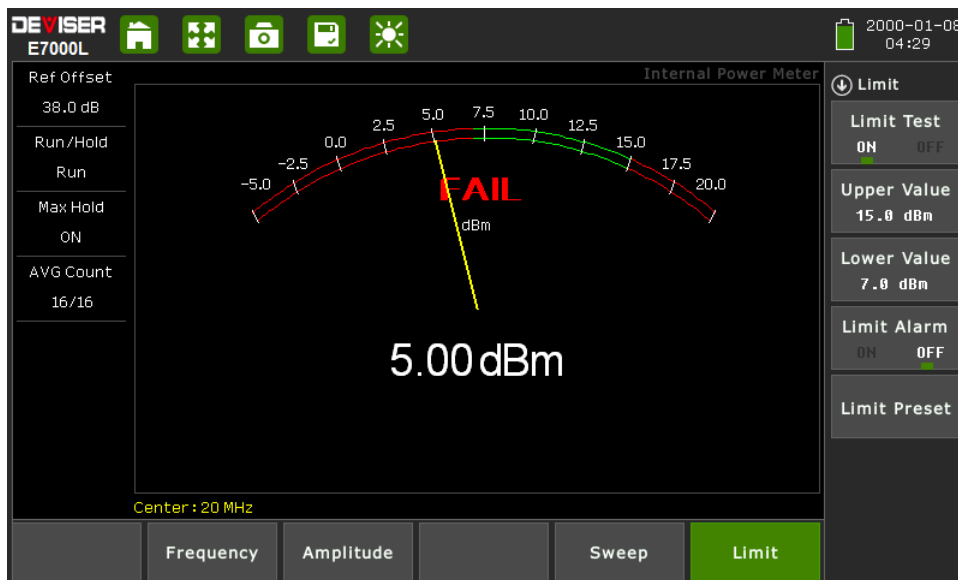 DEVISER
E7000L
2000-01-08
04:29
Ref Offset
38.0 dB
Run/Hold
Run
Max Hold
ON
AVG Count
16/16
Internal Power Meter
-5.0
-2.5
0.0
2.5
5.0
7.5
10.0
12.5
15.0
17.5
20.0
FAIL
dBm
5.00 dBm
Center: 20 MHz
Limit
Limit Test
ON OFF
Upper Value
15.0 dBm
Lower Value
7.0 dBm
Limit Alarm
ON OFF
Limit Preset
Frequency
Amplitude
Sweep
Limit